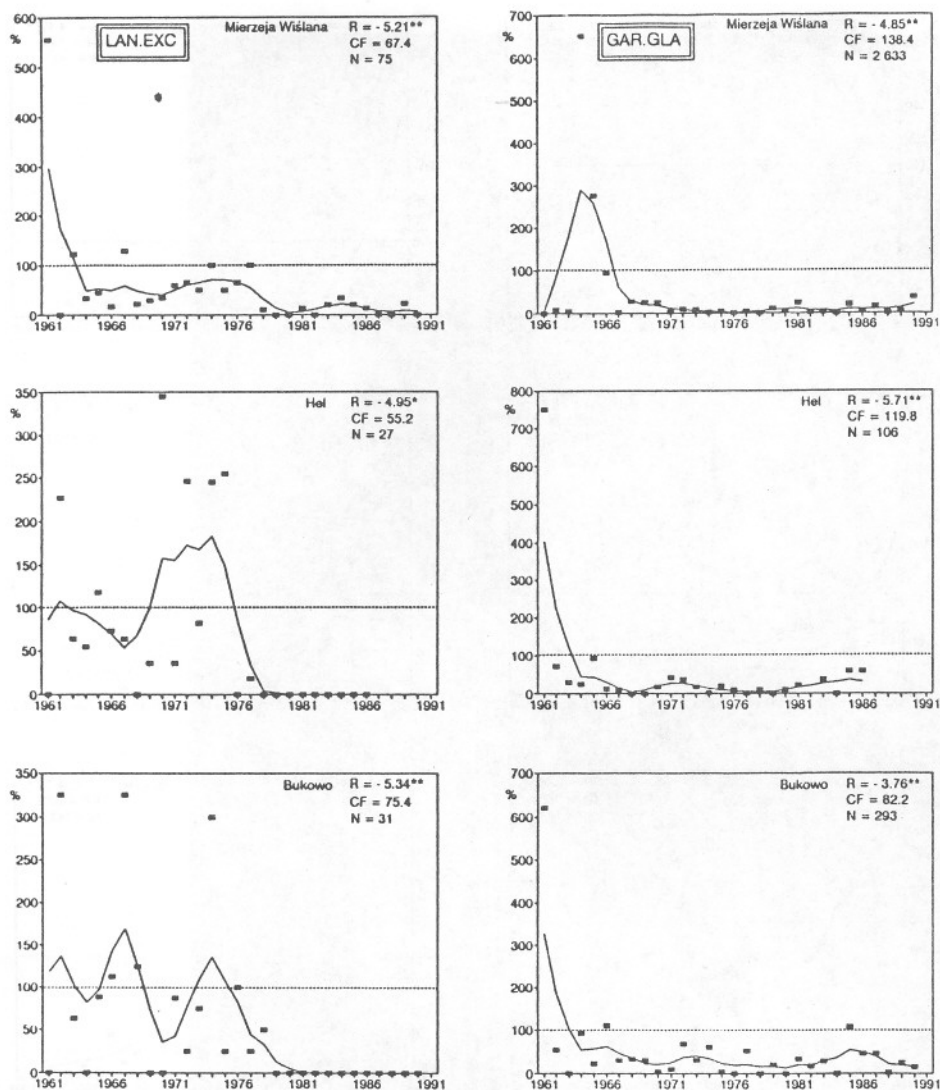 LAN.EXC
Mierzeja Wiślana
R = - 5.21**
CF = 67.4
N = 75
%
600
500
400
300
200
100
0
1961 1966 1971 1976 1981 1986 1991
GAR.GLA
Mierzeja Wiślana
R = - 4.85**
CF = 138.4
N = 2 633
%
700
600
500
400
300
200
100
0
1961 1966 1971 1976 1981 1986 1991
Hel
R = - 4.95*
CF = 55.2
N = 27
%
350
300
250
200
150
100
50
0
1961 1966 1971 1976 1981 1986 1991
Hel
R = - 5.71**
CF = 119.8
N = 106
%
800
700
600
500
400
300
200
100
0
1961 1966 1971 1976 1981 1986 1991
Bukowo
R = - 5.34**
CF = 75.4
N = 31
%
350
300
250
200
150
100
50
0
1961 1966 1971 1976 1981 1986 1991
Bukowo
R = - 3.76**
CF = 82.2
N = 293
%
700
600
500
400
300
200
100
0
1961 1966 1971 1976 1981 1986 1991